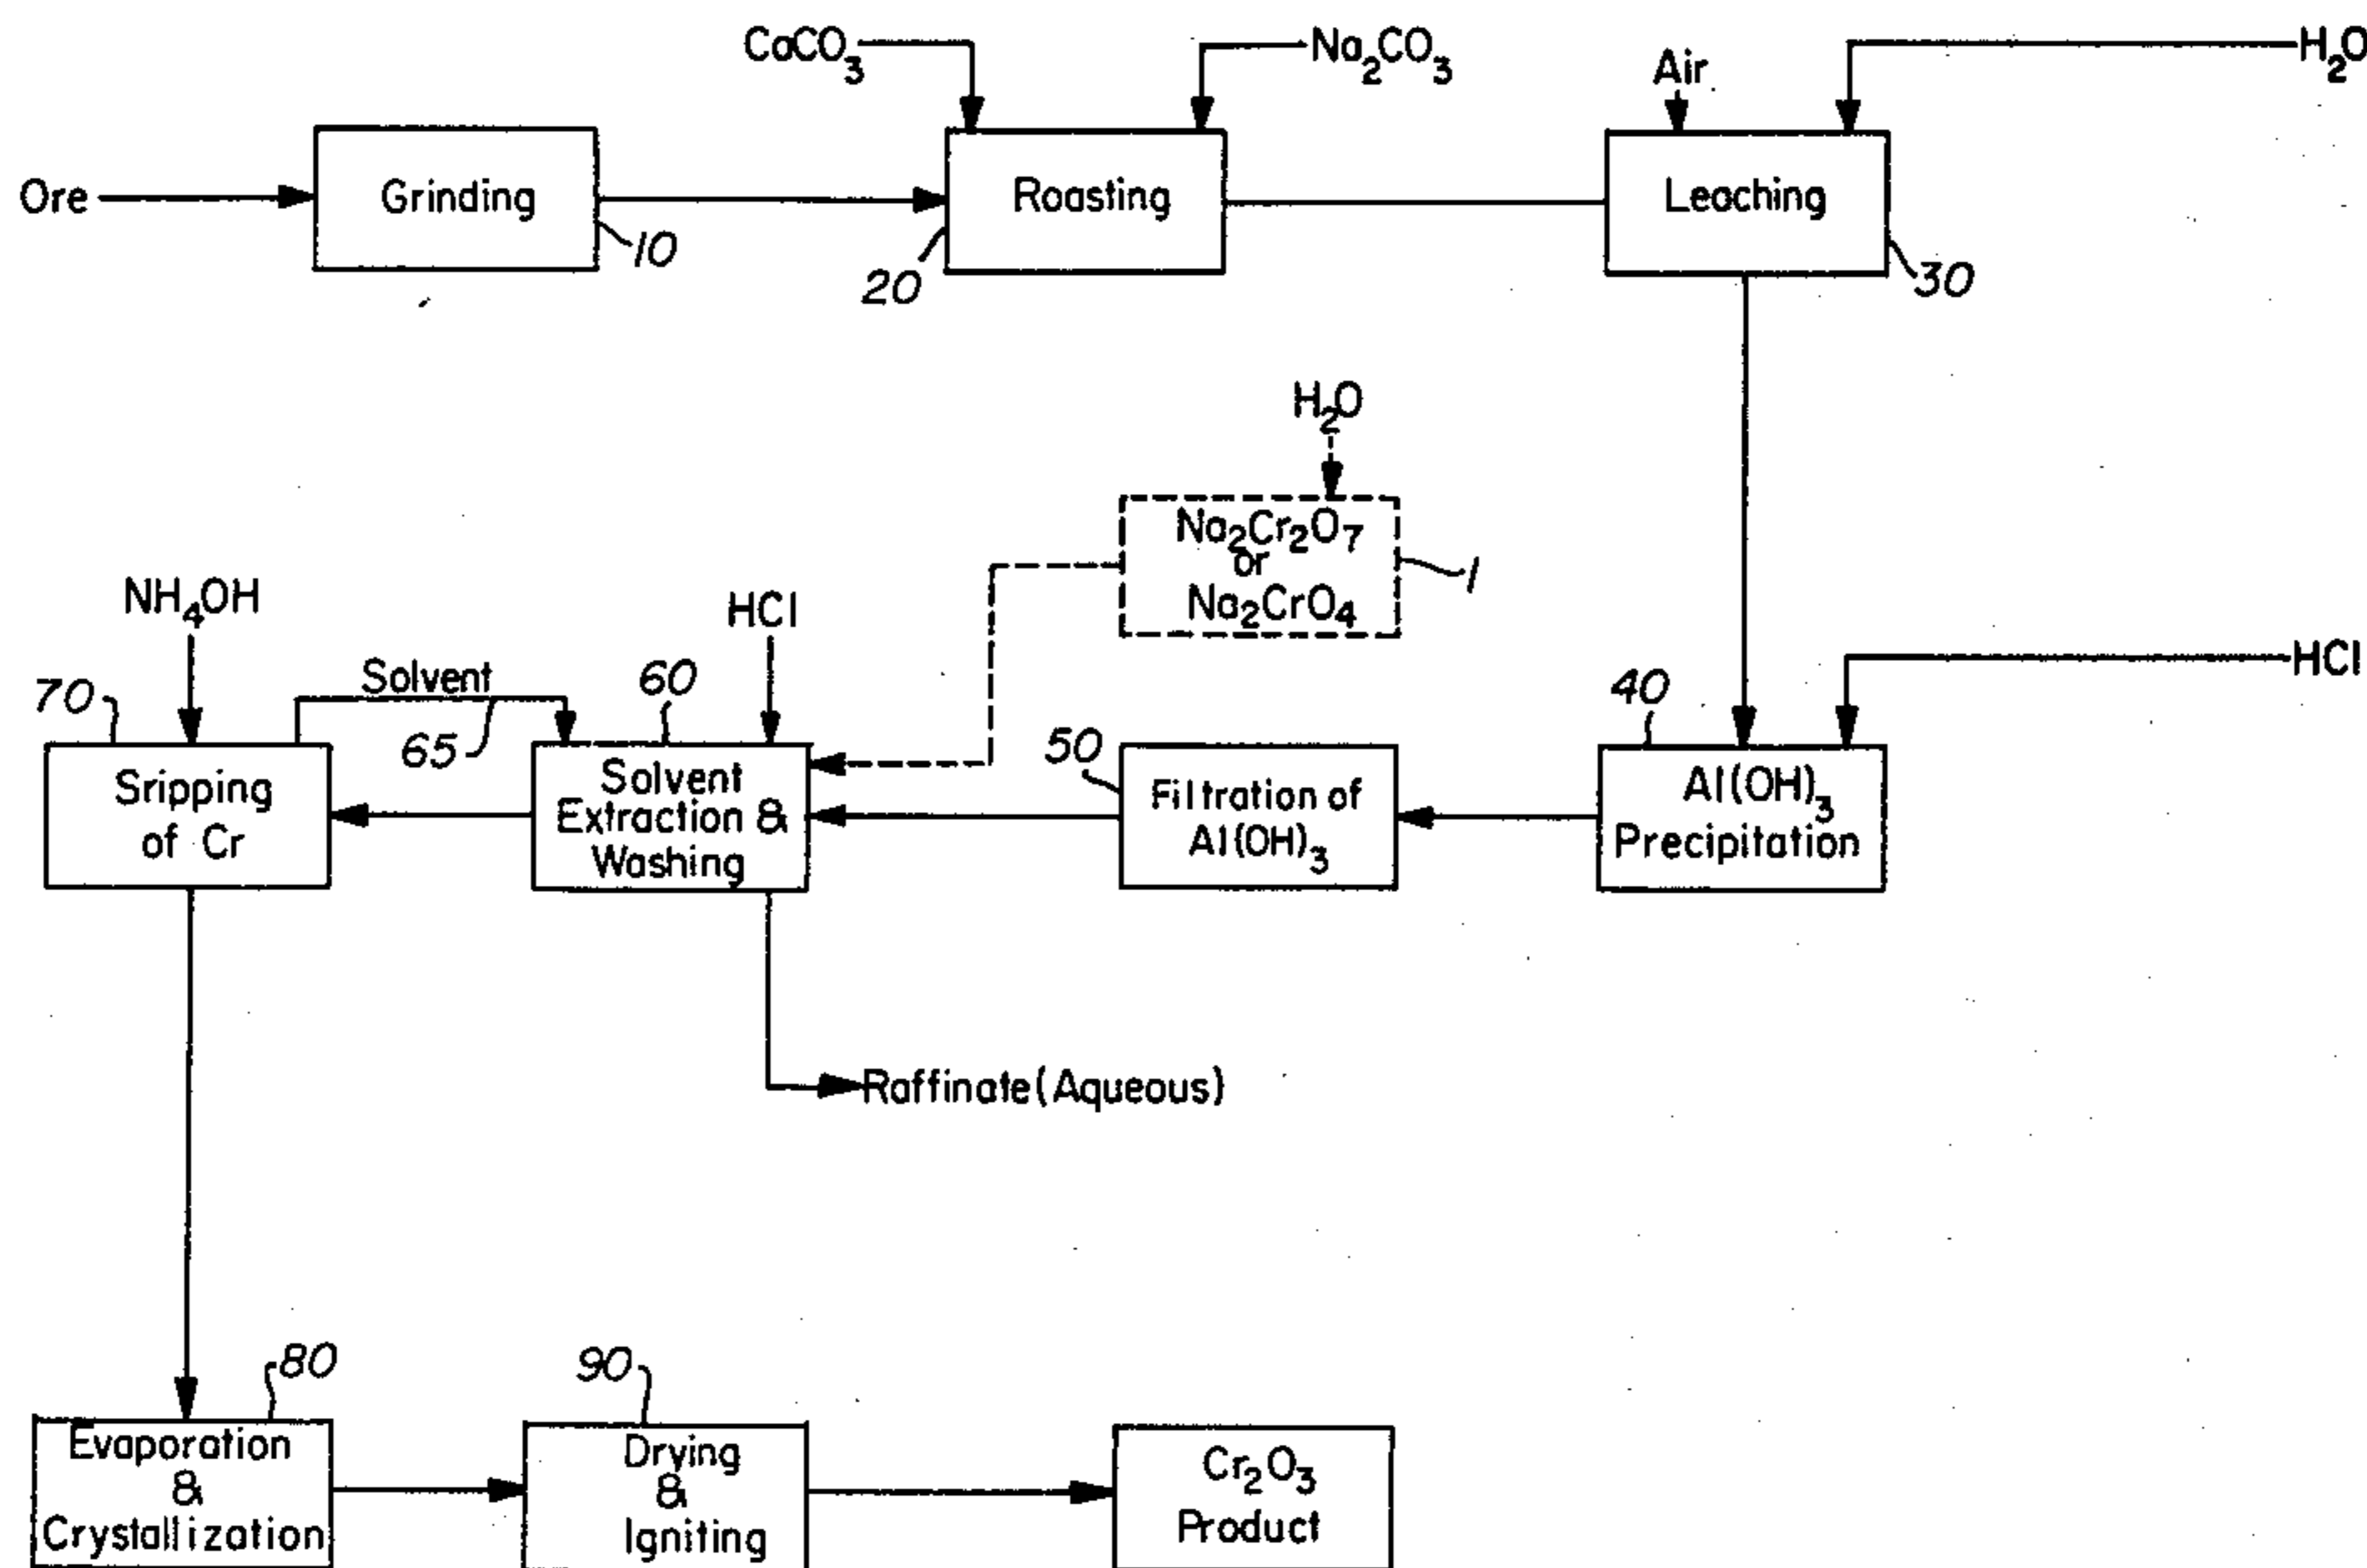 CaCO3
Na2CO3
Air
H2O
Ore
Grinding
Roasting
Leaching
10
20
30
H2O
Na2Cr2O7
or
Na2CrO4
1
NH4OH
HCl
HCl
Solvent
70
65
60
50
40
Sripping
of Cr
Solvent
Extraction &
Washing
Filtration of
Al(OH)3
Al(OH)3
Precipitation
Raffinate (Aqueous)
80
90
Evaporation
&
Crystallization
Drying
&
Igniting
Cr2O3
Product